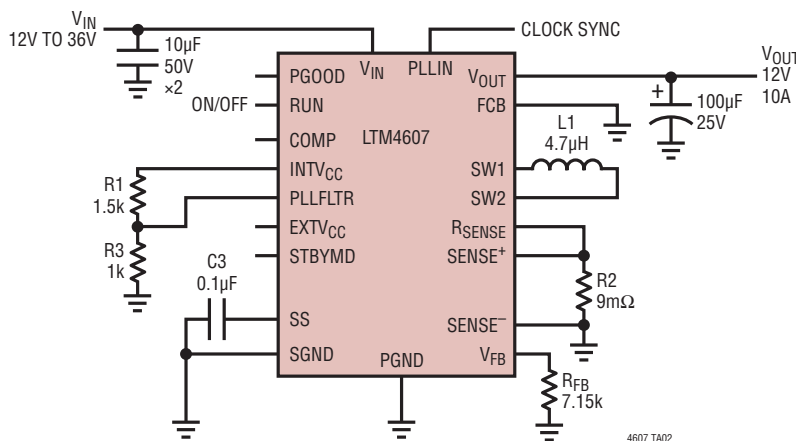 VIN
12V TO 36V
10µF
50V
×2
CLOCK SYNC
VOUT
12V
10A
100µF
25V
+
ON/OFF
PGOOD
RUN
COMP
INTVCC
PLLFLTR
EXTVCC
STBYMD
SS
SGND
VIN
PLLIN
LTM4607
PGND
VOUT
FCB
SW1
SW2
RSENSE
SENSE+
SENSE–
VFB
L1
4.7µH
R1
1.5k
R3
1k
C3
0.1µF
R2
9mΩ
RFB
7.15k
4607 TA02